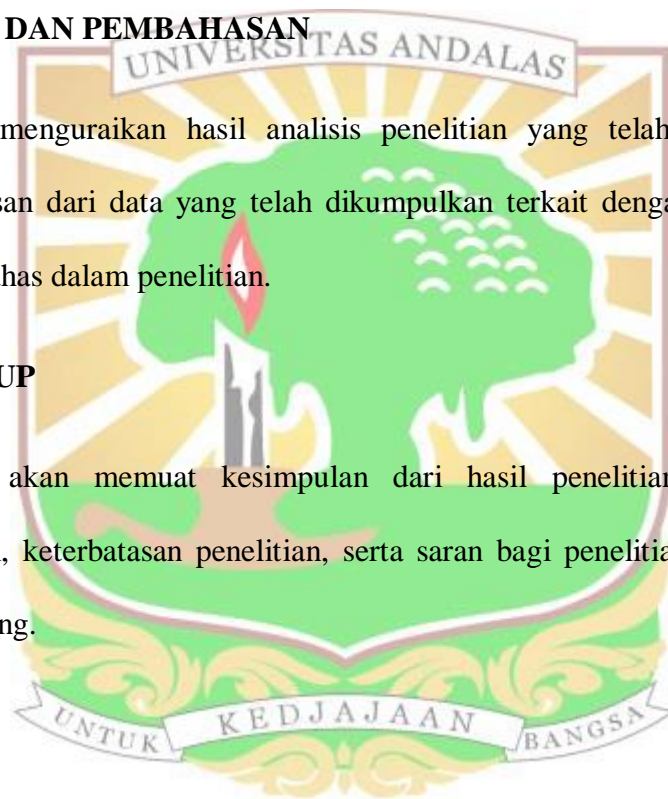 DAN PEMBAHASAN
UNIVERSITAS ANDALAS
menguraikan hasil analisis penelitian yang telah
san dari data yang telah dikumpulkan terkait denga
has dalam penelitian.
UP
akan memuat kesimpulan dari hasil penelitian
, keterbatasan penelitian, serta saran bagi penelitia
ng.
UNTUK KEDJAJAAN BANGSA